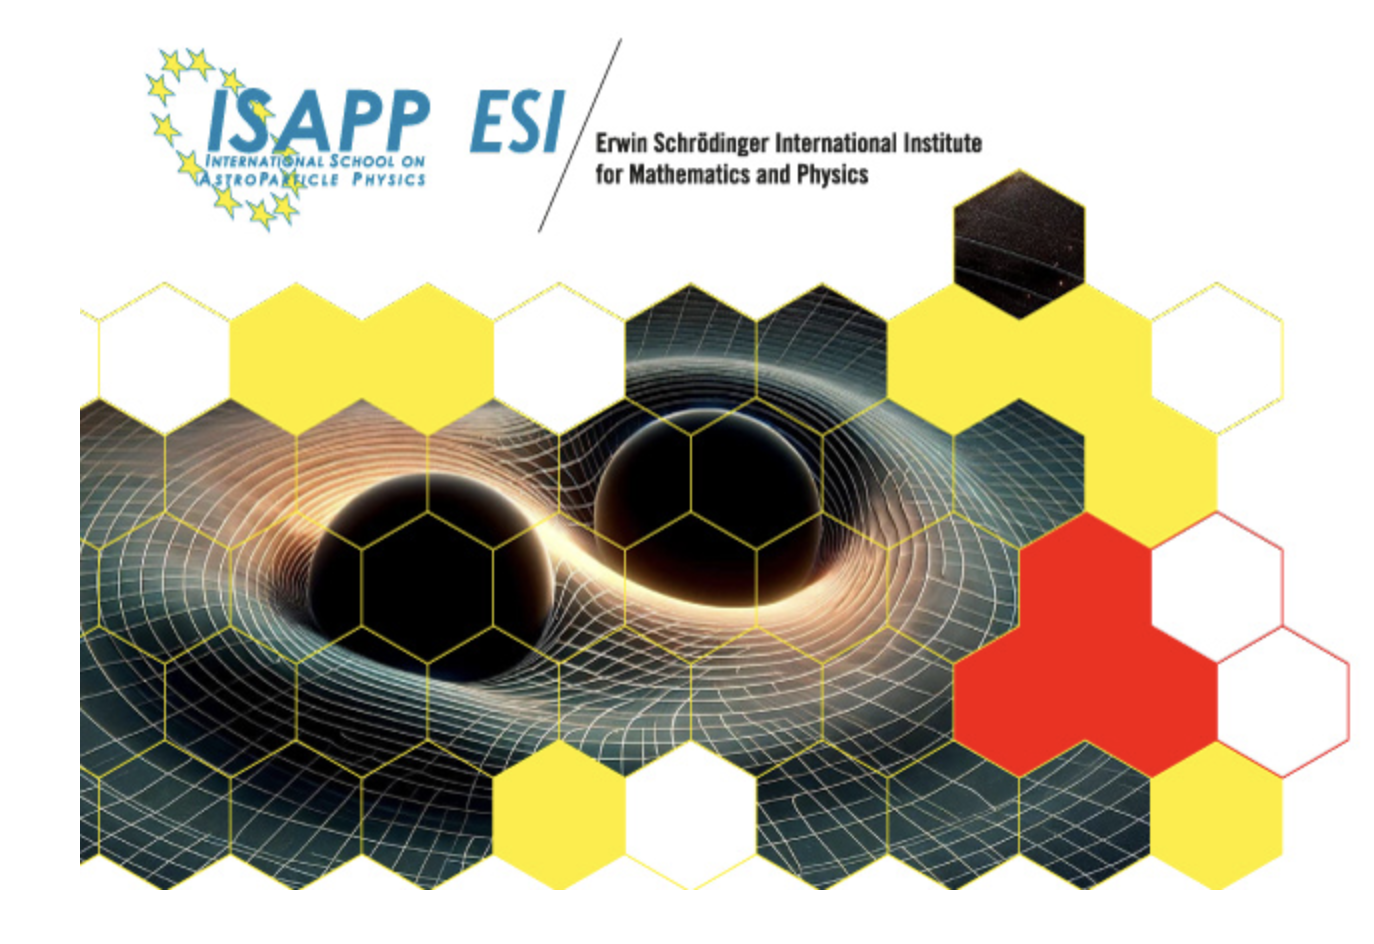 ISAPP
INTERNATIONAL SCHOOL ON
ASTROPARTICLE PHYSICS
ESI
Erwin Schrödinger International Institute
for Mathematics and Physics